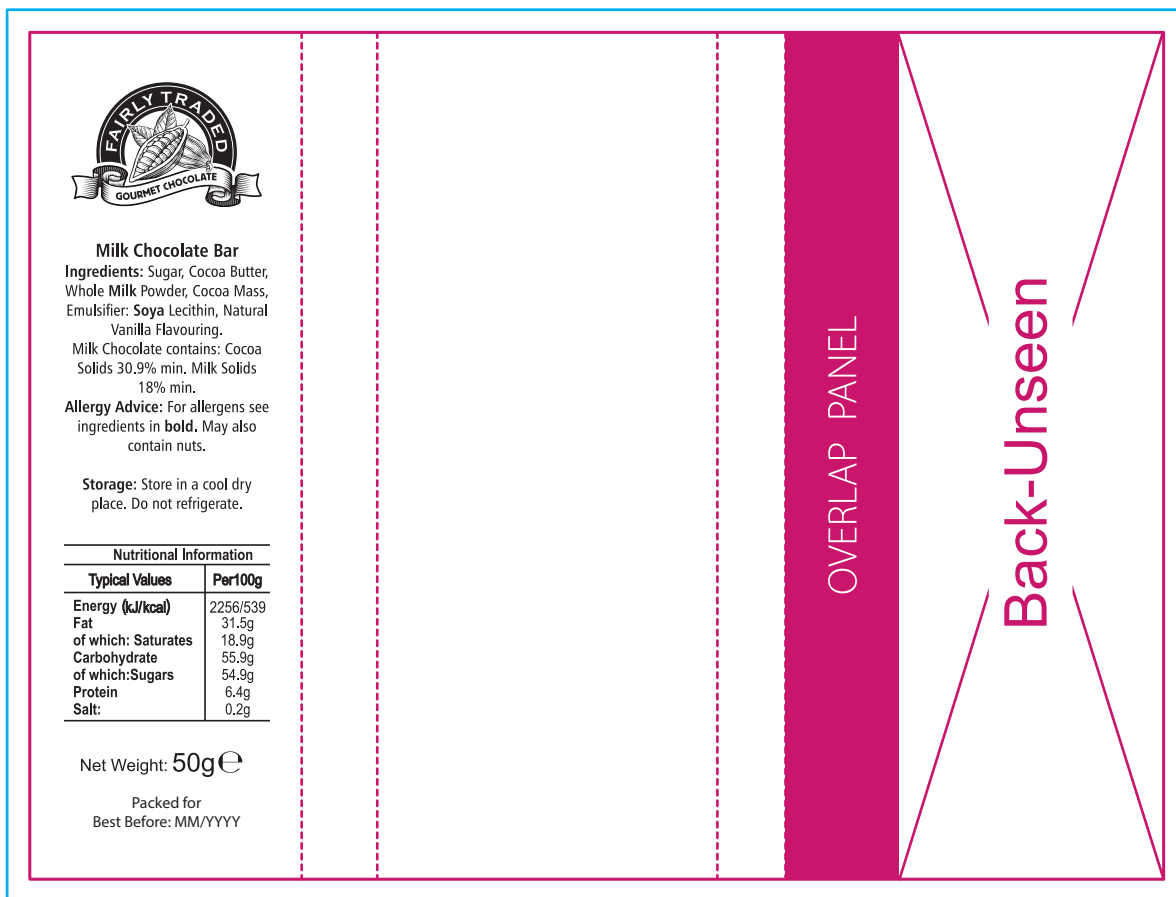 FAIRLY TRADED
GOURMET CHOCOLATE
Milk Chocolate Bar
Ingredients: Sugar, Cocoa Butter,
Whole Milk Powder, Cocoa Mass,
Emulsifier: Soya Lecithin, Natural
Vanilla Flavouring.
Milk Chocolate contains: Cocoa
Solids 30.9% min. Milk Solids
18% min.
Allergy Advice: For allergens see
ingredients in bold. May also
contain nuts.
Storage: Store in a cool dry
place. Do not refrigerate.
Nutritional Information
Typical Values Per100g
Energy (kJ/kcal) 2256/539
Fat 31.5g
of which: Saturates 18.9g
Carbohydrate 55.9g
of which:Sugars 54.9g
Protein 6.4g
Salt: 0.2g
Net Weight: 50g℮
Packed for
Best Before: MM/YYYY
OVERLAP PANEL
Back-Unseen